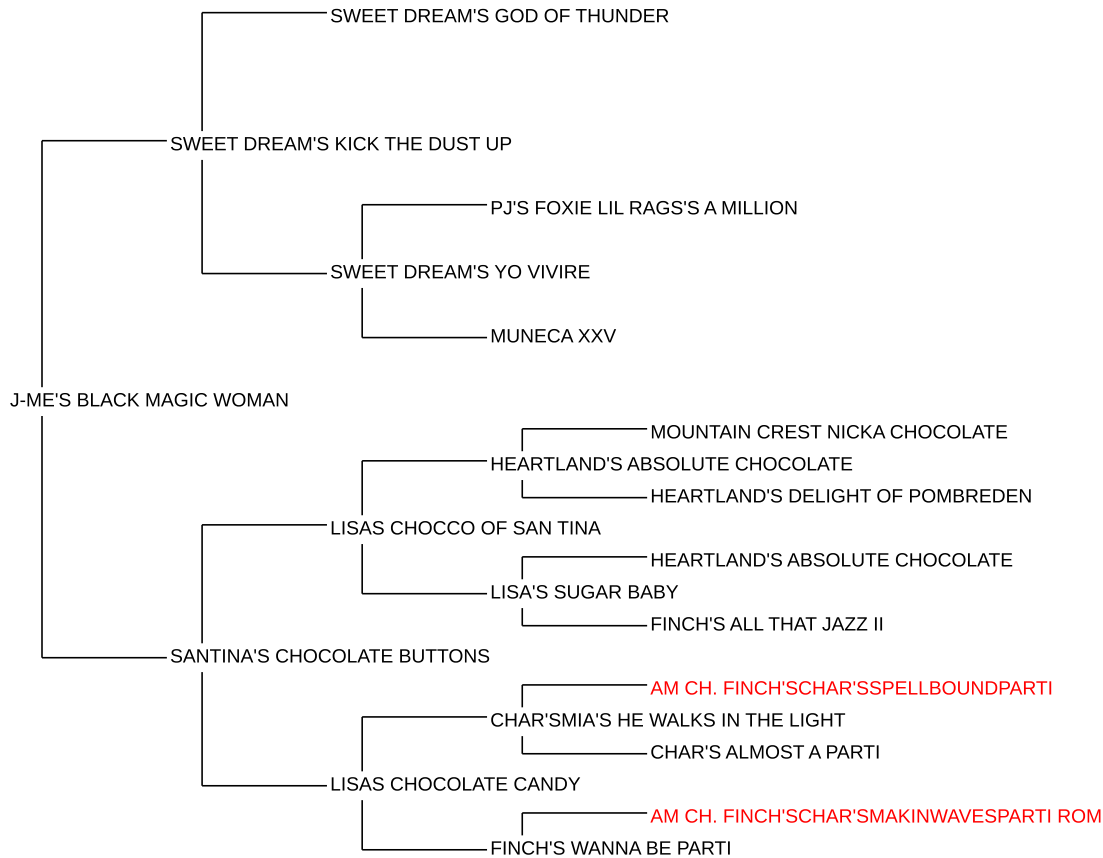 SWEET DREAM'S GOD OF THUNDER
SWEET DREAM'S KICK THE DUST UP
PJ'S FOXIE LIL RAGS'S A MILLION
SWEET DREAM'S YO VIVIRE
MUNECA XXV
J-ME'S BLACK MAGIC WOMAN
MOUNTAIN CREST NICKA CHOCOLATE
HEARTLAND'S ABSOLUTE CHOCOLATE
HEARTLAND'S DELIGHT OF POMBREDEN
LISAS CHOCCO OF SAN TINA
HEARTLAND'S ABSOLUTE CHOCOLATE
LISA'S SUGAR BABY
FINCH'S ALL THAT JAZZ II
SANTINA'S CHOCOLATE BUTTONS
AM CH. FINCH'SCHAR'SSPELLBOUNDPARTI
CHAR'SMIA'S HE WALKS IN THE LIGHT
CHAR'S ALMOST A PARTI
LISAS CHOCOLATE CANDY
AM CH. FINCH'SCHAR'SMAKINWAVESPARTI ROM
FINCH'S WANNA BE PARTI